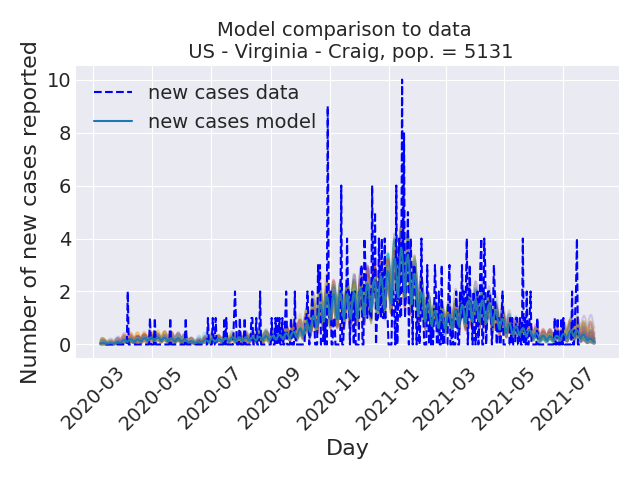 Model comparison to data
US - Virginia - Craig, pop. = 5131
Number of new cases reported
10
8
6
4
2
0
new cases data
new cases model
2020-03
2020-05
2020-07
2020-09
2020-11
2021-01
2021-03
2021-05
2021-07
Day